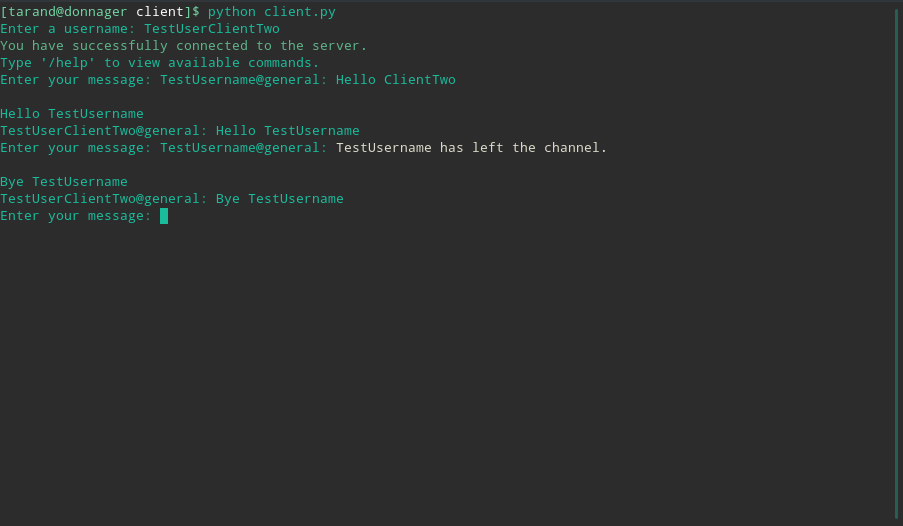 [tarand@donnager client]$ python client.py
Enter a username: TestUserClientTwo
You have successfully connected to the server.
Type '/help' to view available commands.
Enter your message: TestUsername@general: Hello ClientTwo
Hello TestUsername
TestUserClientTwo@general: Hello TestUsername
Enter your message: TestUsername@general: TestUsername has left the channel.
Bye TestUsername
TestUserClientTwo@general: Bye TestUsername
Enter your message: